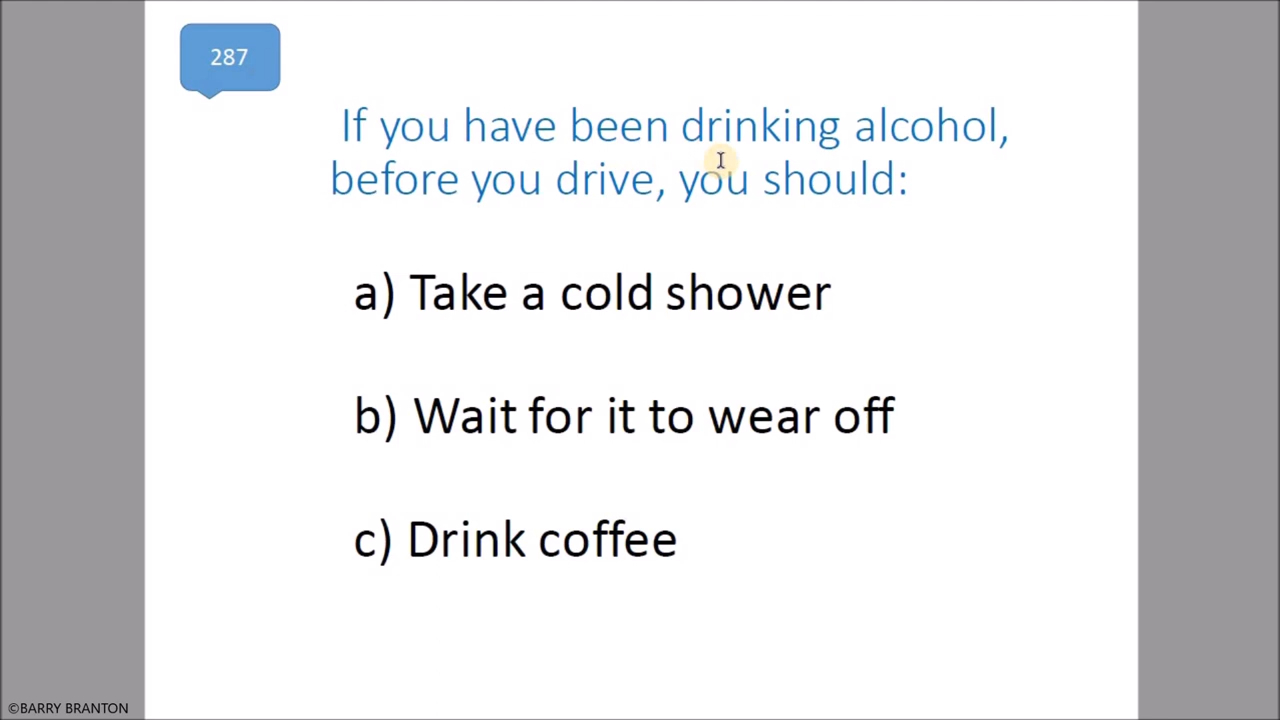 287
If you have been drinking alcohol,
before you drive, you should:
a) Take a cold shower
b) Wait for it to wear off
c) Drink coffee
©BARRY BRANTON